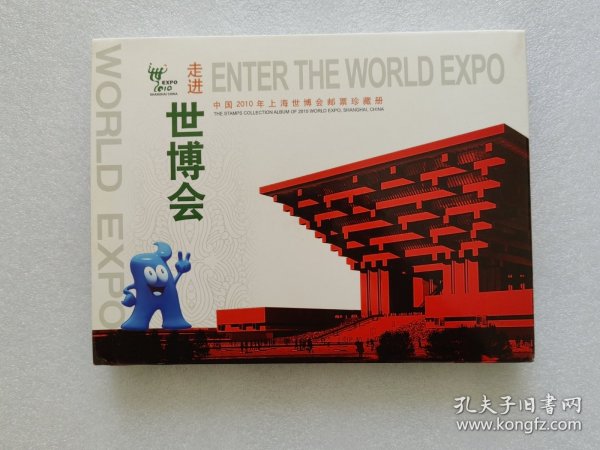 EXPO
2010
SHANGHAI CHINA
走进
世博会
ENTER THE WORLD EXPO
中国2010年上海世博会邮票珍藏册
THE STAMPS COLLECTION ALBUM OF 2010 WORLD EXPO, SHANGHAI, CHINA
WORLD EXPO
孔夫子旧书网
www.kongfz.com